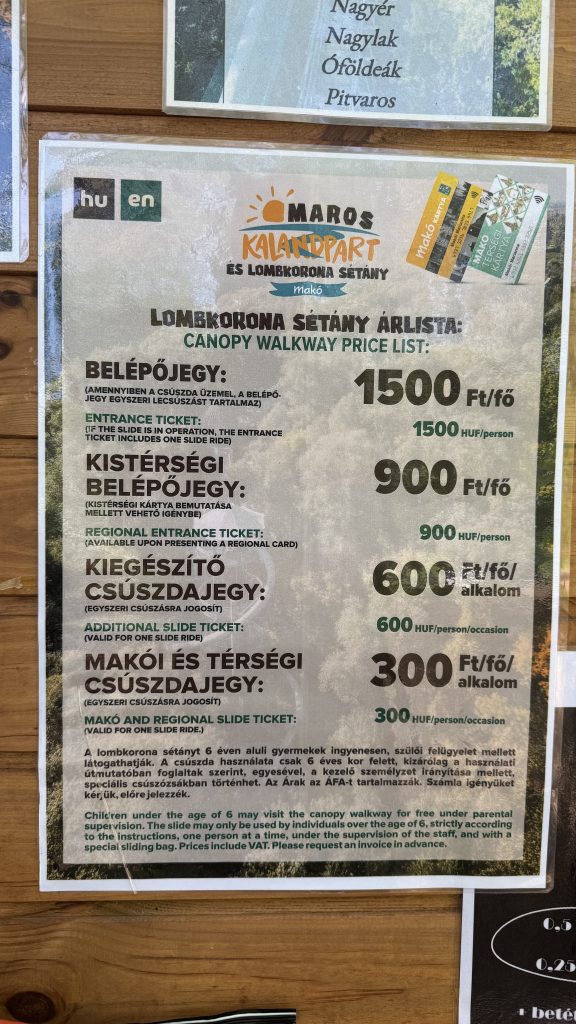 Nagyér
Nagylak
Óföldeák
Pitvaros
hu en
MAROS
KALANDPART
ÉS LOMBKORONA SÉTÁNY
makó
Makó KÁRTYA
MAKÓ
TÉRSÉGI
KÁRTYA
LOMBKORONA SÉTÁNY ÁRLISTA:
CANOPY WALKWAY PRICE LIST:
BELÉPŐJEGY: 1500 Ft/fő
(AMENNYIBEN A CSÚSZDA ÜZEMEL, A BELÉPŐ-
JEGY EGYSZERI LECSÚSZÁST TARTALMAZ)
ENTRANCE TICKET: 1500 HUF/person
(IF THE SLIDE IS IN OPERATION, THE ENTRANCE
TICKET INCLUDES ONE SLIDE RIDE)
KISTÉRSÉGI
BELÉPŐJEGY: 900 Ft/fő
(KISTÉRSÉGI KÁRTYA BEMUTATÁSA
MELLETT VEHETŐ IGÉNYBE)
REGIONAL ENTRANCE TICKET: 900 HUF/person
(AVAILABLE UPON PRESENTING A REGIONAL CARD)
KIEGÉSZÍTŐ
CSÚSZDAJEGY: 600 Ft/fő/
alkalom
(EGYSZERI CSÚSZÁSRA JOGOSÍT)
ADDITIONAL SLIDE TICKET: 600 HUF/person/occasion
(VALID FOR ONE SLIDE RIDE)
MAKÓI ÉS TÉRSÉGI
CSÚSZDAJEGY: 300 Ft/fő/
alkalom
(EGYSZERI CSÚSZÁSRA JOGOSÍT)
MAKÓ AND REGIONAL SLIDE TICKET: 300 HUF/person/occasion
(VALID FOR ONE SLIDE RIDE.)
A lombkorona sétányt 6 éven aluli gyermekek ingyenesen, szülői felügyelet mellett
látogathatják. A csúszda használata csak 6 éves kor felett, kizárólag a használati
útmutatóban foglaltak szerint, egyesével, a kezelő személyzet irányítása mellett,
speciális csúszózsákban történhet. Az Árak az ÁFA-t tartalmazzák. Számla igényüket
kérjük, előre jelezzék.
Children under the age of 6 may visit the canopy walkway for free under parental
supervision. The slide may only be used by individuals over the age of 6, strictly according
to the instructions, one person at a time, under the supervision of the staff, and with a
special sliding bag. Prices include VAT. Please request an invoice in advance.
0,5
0,25